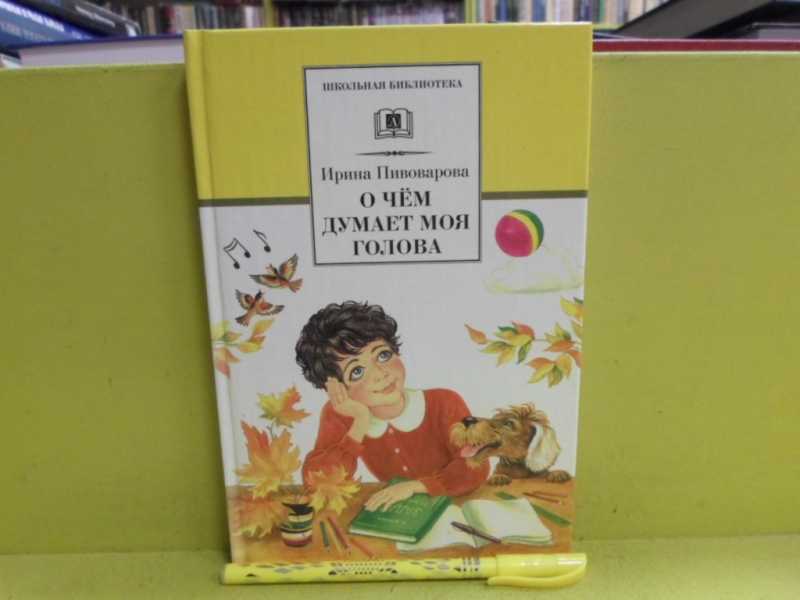 ШКОЛЬНАЯ БИБЛИОТЕКА
Ирина Пивоварова
О ЧЁМ
ДУМАЕТ МОЯ
ГОЛОВА